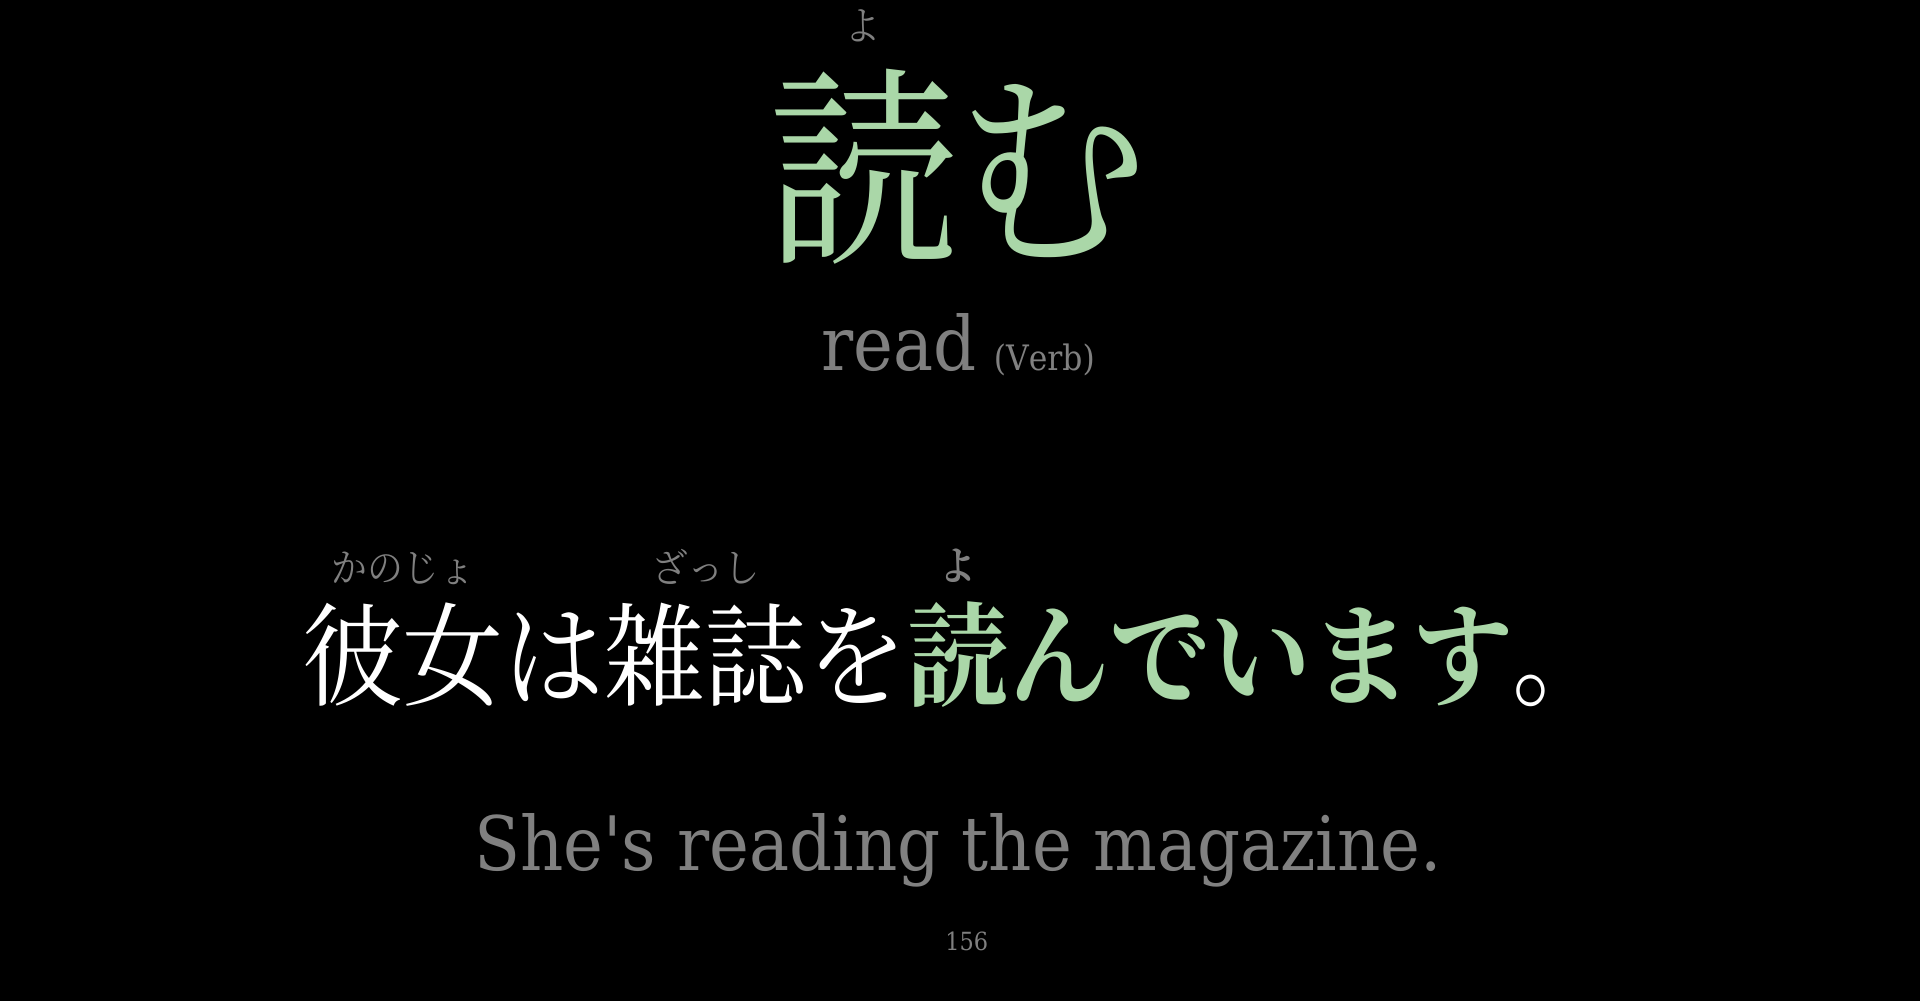 よ
読む
read (Verb)
かのじょ ざっし よ
彼女は雑誌を読んでいます。
She's reading the magazine.
156